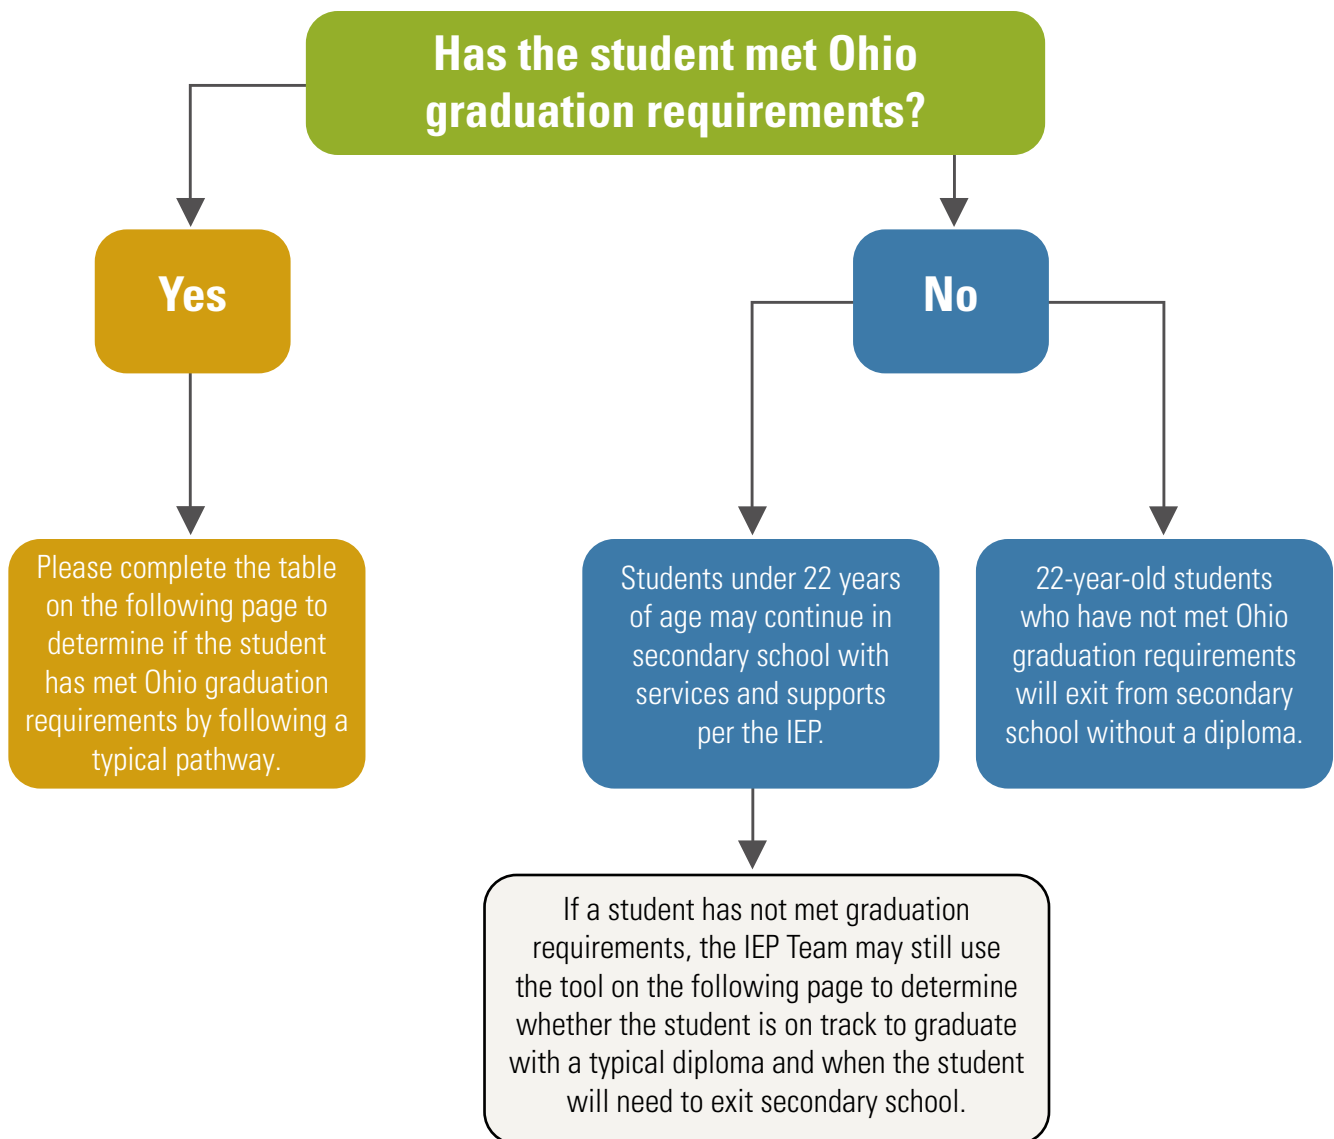 Has the student met Ohio
graduation requirements?
Yes
No
Please complete the table
on the following page to
determine if the student
has met Ohio graduation
requirements by following a
typical pathway.
Students under 22 years
of age may continue in
secondary school with
services and supports
per the IEP.
22-year-old students
who have not met Ohio
graduation requirements
will exit from secondary
school without a diploma.
If a student has not met graduation
requirements, the IEP Team may still use
the tool on the following page to determine
whether the student is on track to graduate
with a typical diploma and when the student
will need to exit secondary school.